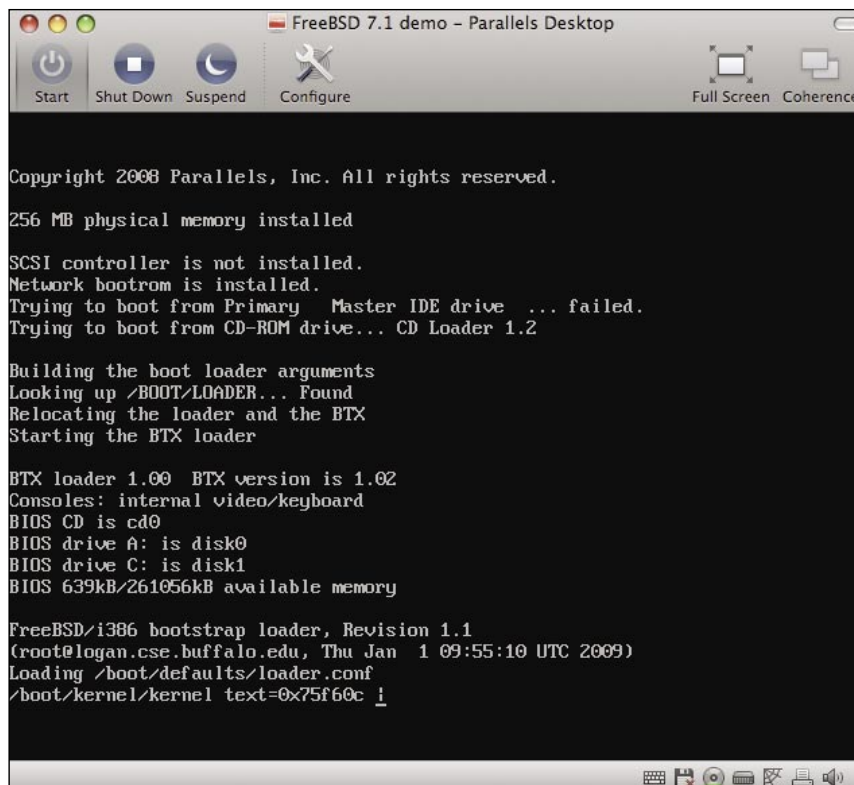 FreeBSD 7.1 demo – Parallels Desktop
Start Shut Down Suspend Configure Full Screen Coherence
Copyright 2008 Parallels, Inc. All rights reserved.
256 MB physical memory installed
SCSI controller is not installed.
Network bootrom is installed.
Trying to boot from Primary   Master IDE drive  ... failed.
Trying to boot from CD-ROM drive... CD Loader 1.2
Building the boot loader arguments
Looking up /BOOT/LOADER... Found
Relocating the loader and the BTX
Starting the BTX loader
BTX loader 1.00  BTX version is 1.02
Consoles: internal video/keyboard
BIOS CD is cd0
BIOS drive A: is disk0
BIOS drive C: is disk1
BIOS 639kB/261056kB available memory
FreeBSD/i386 bootstrap loader, Revision 1.1
(root@logan.cse.buffalo.edu, Thu Jan  1 09:55:10 UTC 2009)
Loading /boot/defaults/loader.conf
/boot/kernel/kernel text=0x75f60c |